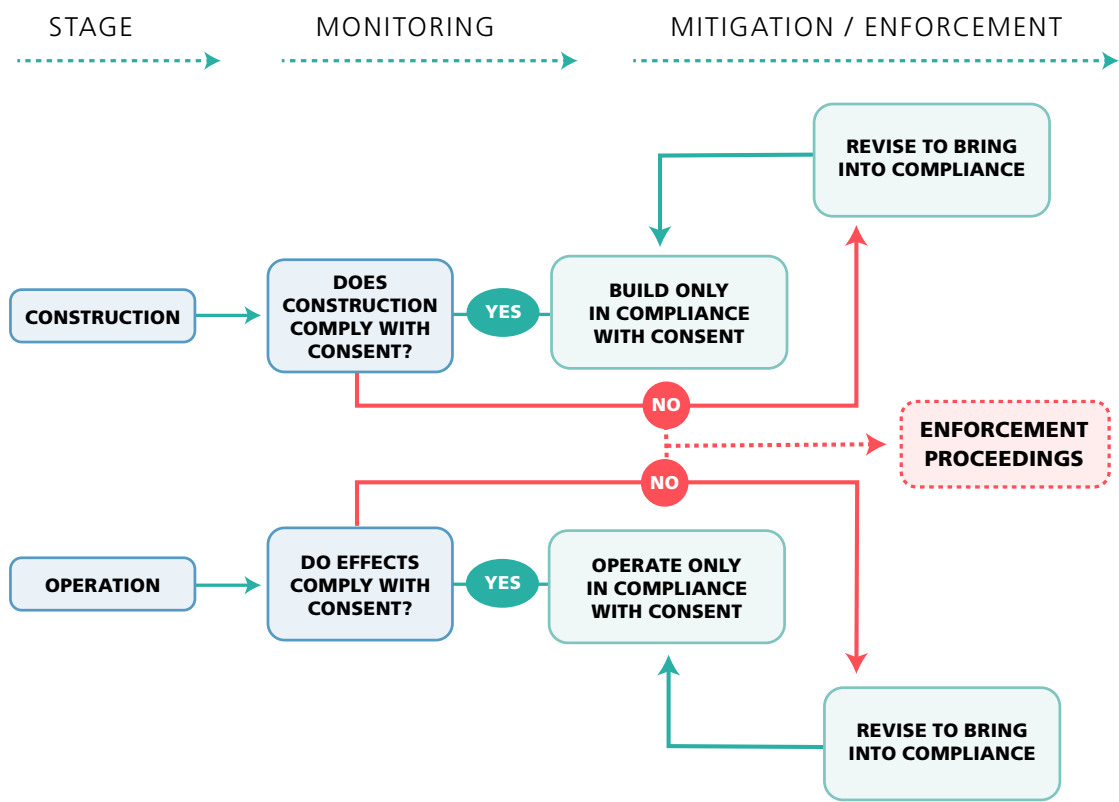 STAGE
MONITORING
MITIGATION / ENFORCEMENT
REVISE TO BRING
INTO COMPLIANCE
CONSTRUCTION
DOES
CONSTRUCTION
COMPLY WITH
CONSENT?
YES
BUILD ONLY
IN COMPLIANCE
WITH CONSENT
NO
ENFORCEMENT
PROCEEDINGS
NO
OPERATION
DO EFFECTS
COMPLY WITH
CONSENT?
YES
OPERATE ONLY
IN COMPLIANCE
WITH CONSENT
REVISE TO BRING
INTO COMPLIANCE